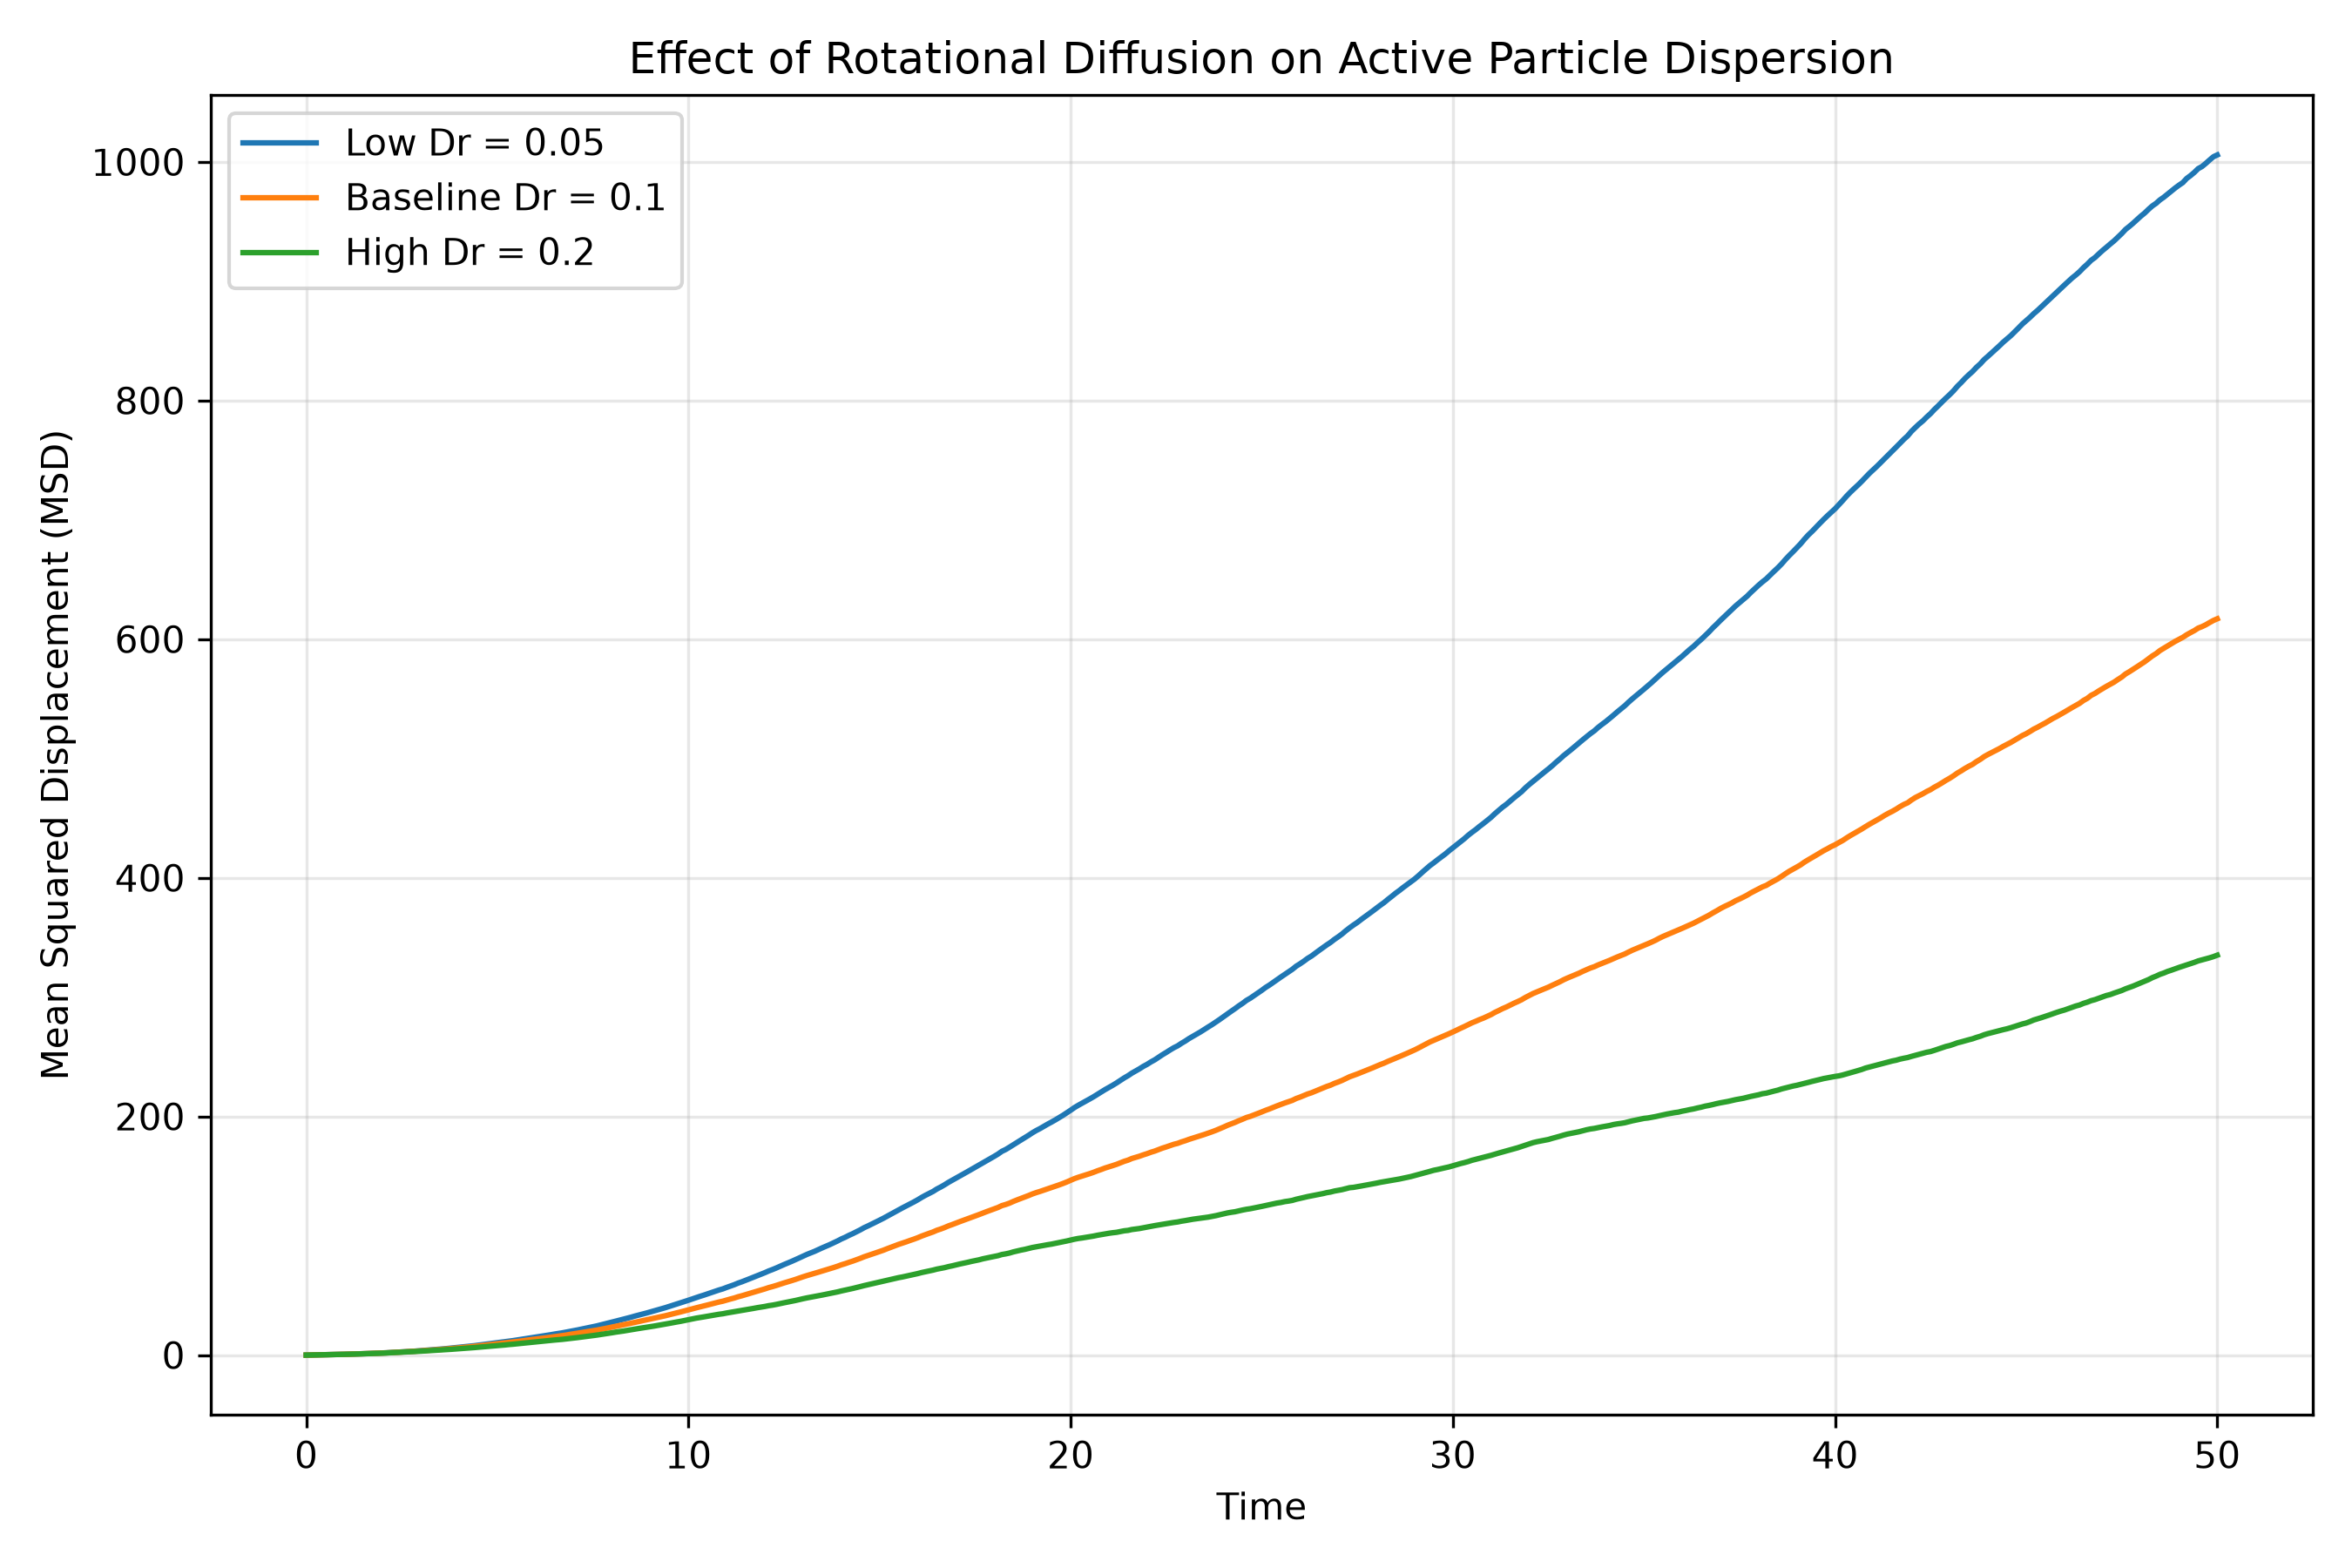 Effect of Rotational Diffusion on Active Particle Dispersion
Low Dr = 0.05
Baseline Dr = 0.1
High Dr = 0.2
Mean Squared Displacement (MSD)
1000
800
600
400
200
0
0 10 20 30 40 50
Time